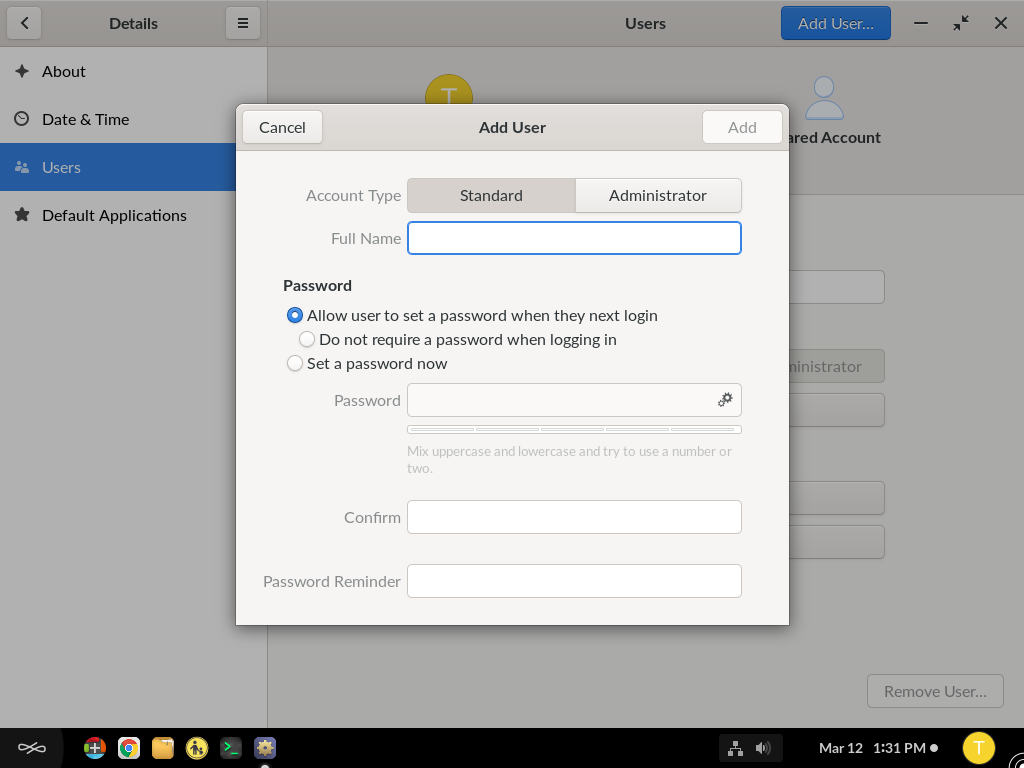 Details
Users
Add User...
About
Date & Time
Users
Default Applications
T
ared Account
Cancel
Add User
Add
Account Type
Standard
Administrator
Full Name
Password
Allow user to set a password when they next login
Do not require a password when logging in
Set a password now
Password
Mix uppercase and lowercase and try to use a number or
two.
Confirm
Password Reminder
ministrator
Remove User...
Mar 12 1:31 PM
T